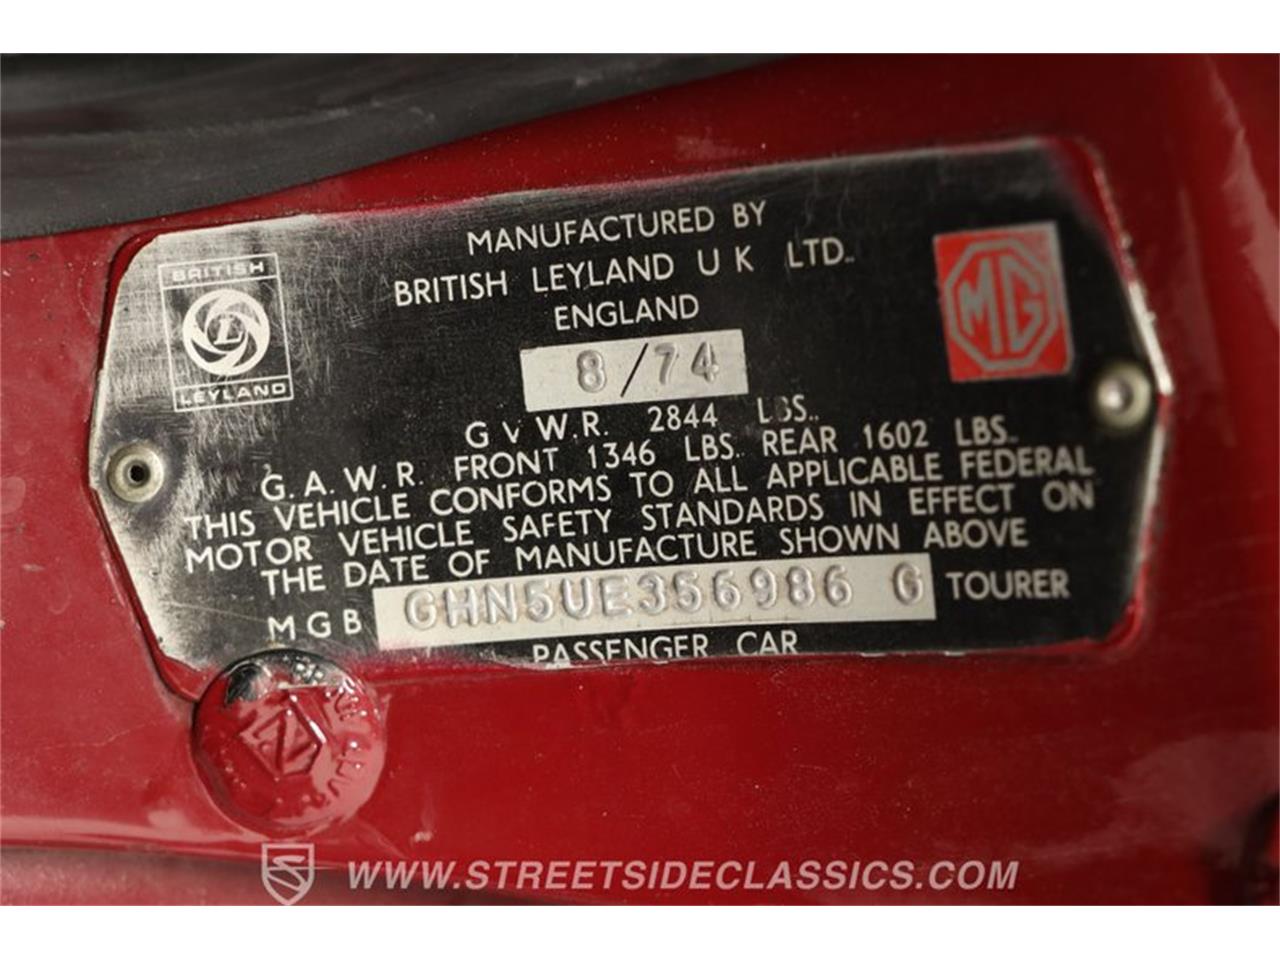 MANUFACTURED BY
BRITISH LEYLAND U K LTD.
ENGLAND
BRITISH
L
LEYLAND
MG
8/74
G V W.R. 2844 LBS.
G.A.W.R. FRONT 1346 LBS. REAR 1602 LBS.
THIS VEHICLE CONFORMS TO ALL APPLICABLE FEDERAL
MOTOR VEHICLE SAFETY STANDARDS IN EFFECT ON
THE DATE OF MANUFACTURE SHOWN ABOVE
MGB GHN5UE356986 G TOURER
PASSENGER CAR
WWW.STREETSIDECLASSICS.COM